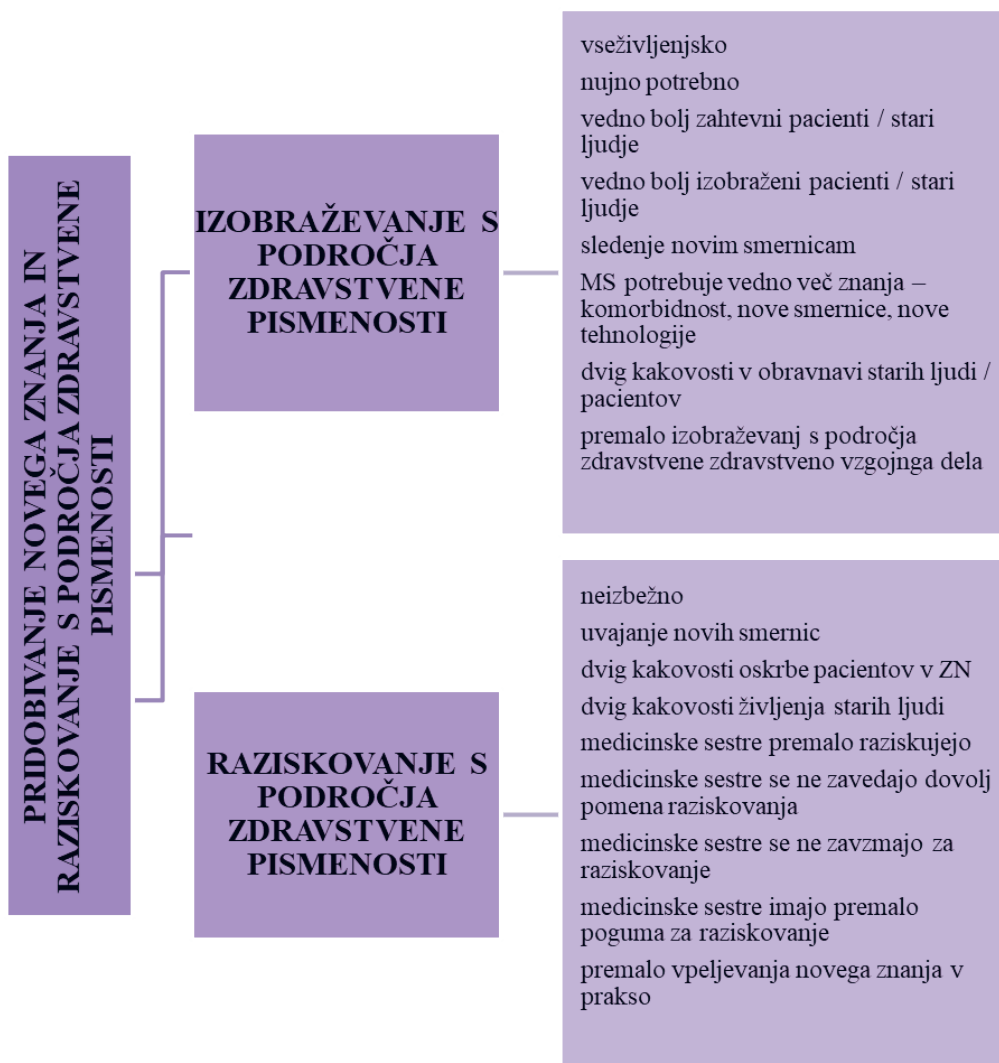 PRIDOBIVANJE NOVEGA ZNANJA IN
RAZISKOVANJE S PODROČJA ZDRAVSTVENE
PISMENOSTI
IZOBRAŽEVANJE S
PODROČJA
ZDRAVSTVENE
PISMENOSTI
vseživljenjsko
nujno potrebno
vedno bolj zahtevni pacienti / stari
ljudje
vedno bolj izobraženi pacienti / stari
ljudje
sledenje novim smernicam
MS potrebuje vedno več znanja –
komorbidnost, nove smernice, nove
tehnologije
dvig kakovosti v obravnavi starih ljudi /
pacientov
premalo izobraževanj s področja
zdravstvene zdravstveno vzgojnga dela
RAZISKOVANJE S
PODROČJA
ZDRAVSTVENE
PISMENOSTI
neizbežno
uvajanje novih smernic
dvig kakovosti oskrbe pacientov v ZN
dvig kakovosti življenja starih ljudi
medicinske sestre premalo raziskujejo
medicinske sestre se ne zavedajo dovolj
pomena raziskovanja
medicinske sestre se ne zavzmajo za
raziskovanje
medicinske sestre imajo premalo
poguma za raziskovanje
premalo vpeljevanja novega znanja v
prakso